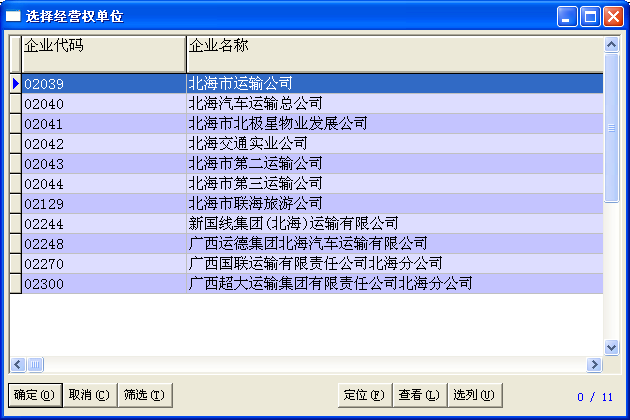 选择经营权单位
企业代码 企业名称
02039 北海市运输公司
02040 北海汽车运输总公司
02041 北海市北极星物业发展公司
02042 北海交通实业公司
02043 北海市第二运输公司
02044 北海市第三运输公司
02129 北海市联海旅游公司
02244 新国线集团(北海)运输有限公司
02248 广西运德集团北海汽车运输有限公司
02270 广西国联运输有限责任公司北海分公司
02300 广西超大运输集团有限责任公司北海分公司
确定(O) 取消(C) 筛选(I) 定位(F) 查看(L) 选列(U) 0 / 11